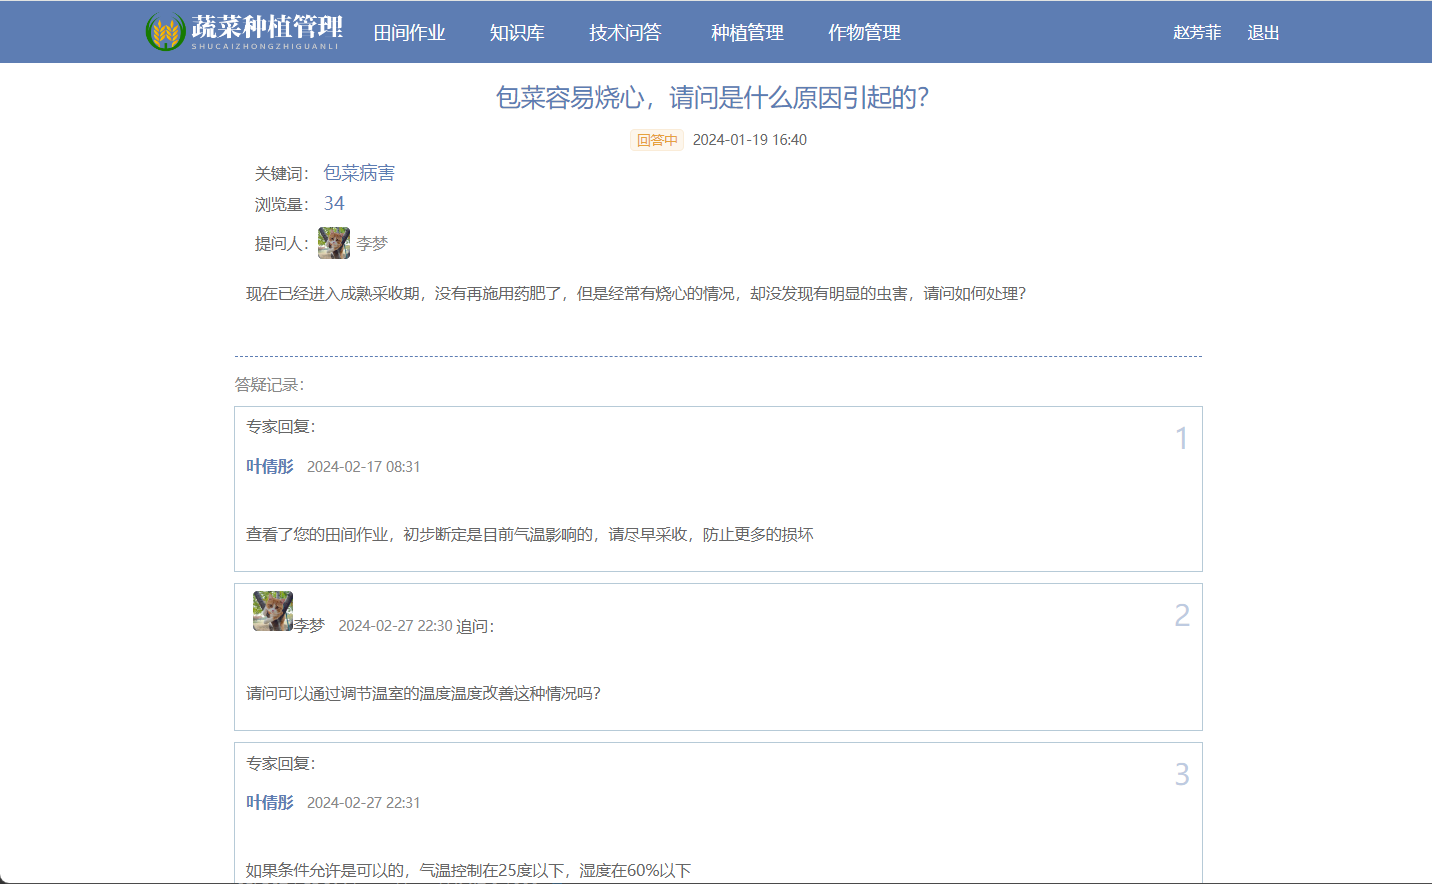 蔬菜种植管理
SHUCAIZHONGZHIGUANLI
田间作业 知识库 技术问答 种植管理 作物管理 赵芳菲 退出
包菜容易烧心，请问是什么原因引起的？
回答中 2024-01-19 16:40
关键词： 包菜病害
浏览量： 34
提问人： 李梦
现在已经进入成熟采收期，没有再施用药肥了，但是经常有烧心的情况，却没发现有明显的虫害，请问如何处理？
答疑记录：
专家回复：
1
叶倩彤 2024-02-17 08:31
查看了您的田间作业，初步断定是目前气温影响的，请尽早采收，防止更多的损坏
2
李梦 2024-02-27 22:30 追问：
请问可以通过调节温室的温度温度改善这种情况吗？
专家回复：
3
叶倩彤 2024-02-27 22:31
如果条件允许是可以的，气温控制在25度以下，湿度在60%以下